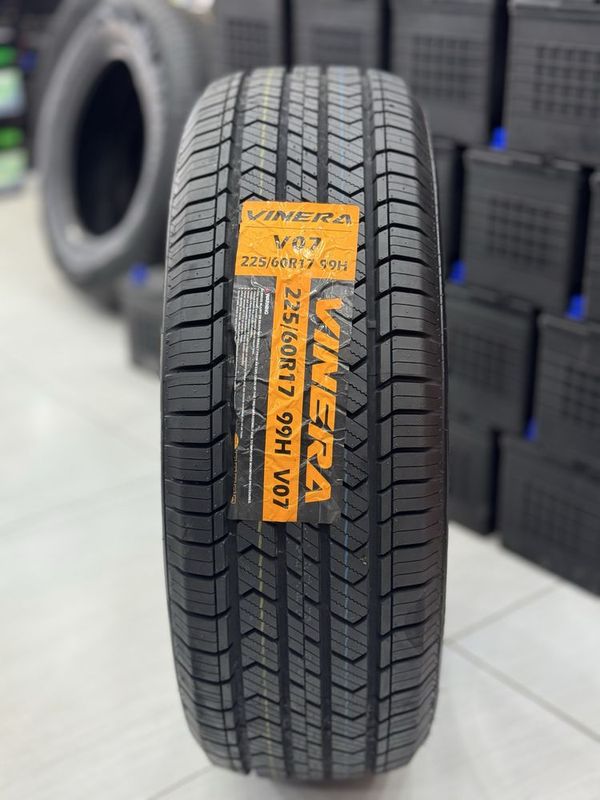 VINERA
V07
225/60R17 99H
VINERA
225/60R17 99H V07